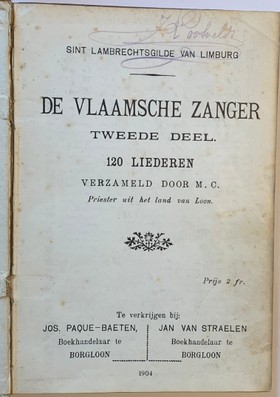 SINT LAMBRECHTSGILDE VAN LIMBURG
DE VLAAMSCHE ZANGER
TWEEDE DEEL.
120 LIEDEREN
VERZAMELD DOOR M. C.
Priester uit het land van Loon.
Prijs 2 fr.
Te verkrijgen bij:
JOS. PAQUE-BAETEN,
Boekhandelaar te
BORGLOON
JAN VAN STRAELEN
Boekhandelaar te
BORGLOON
1904